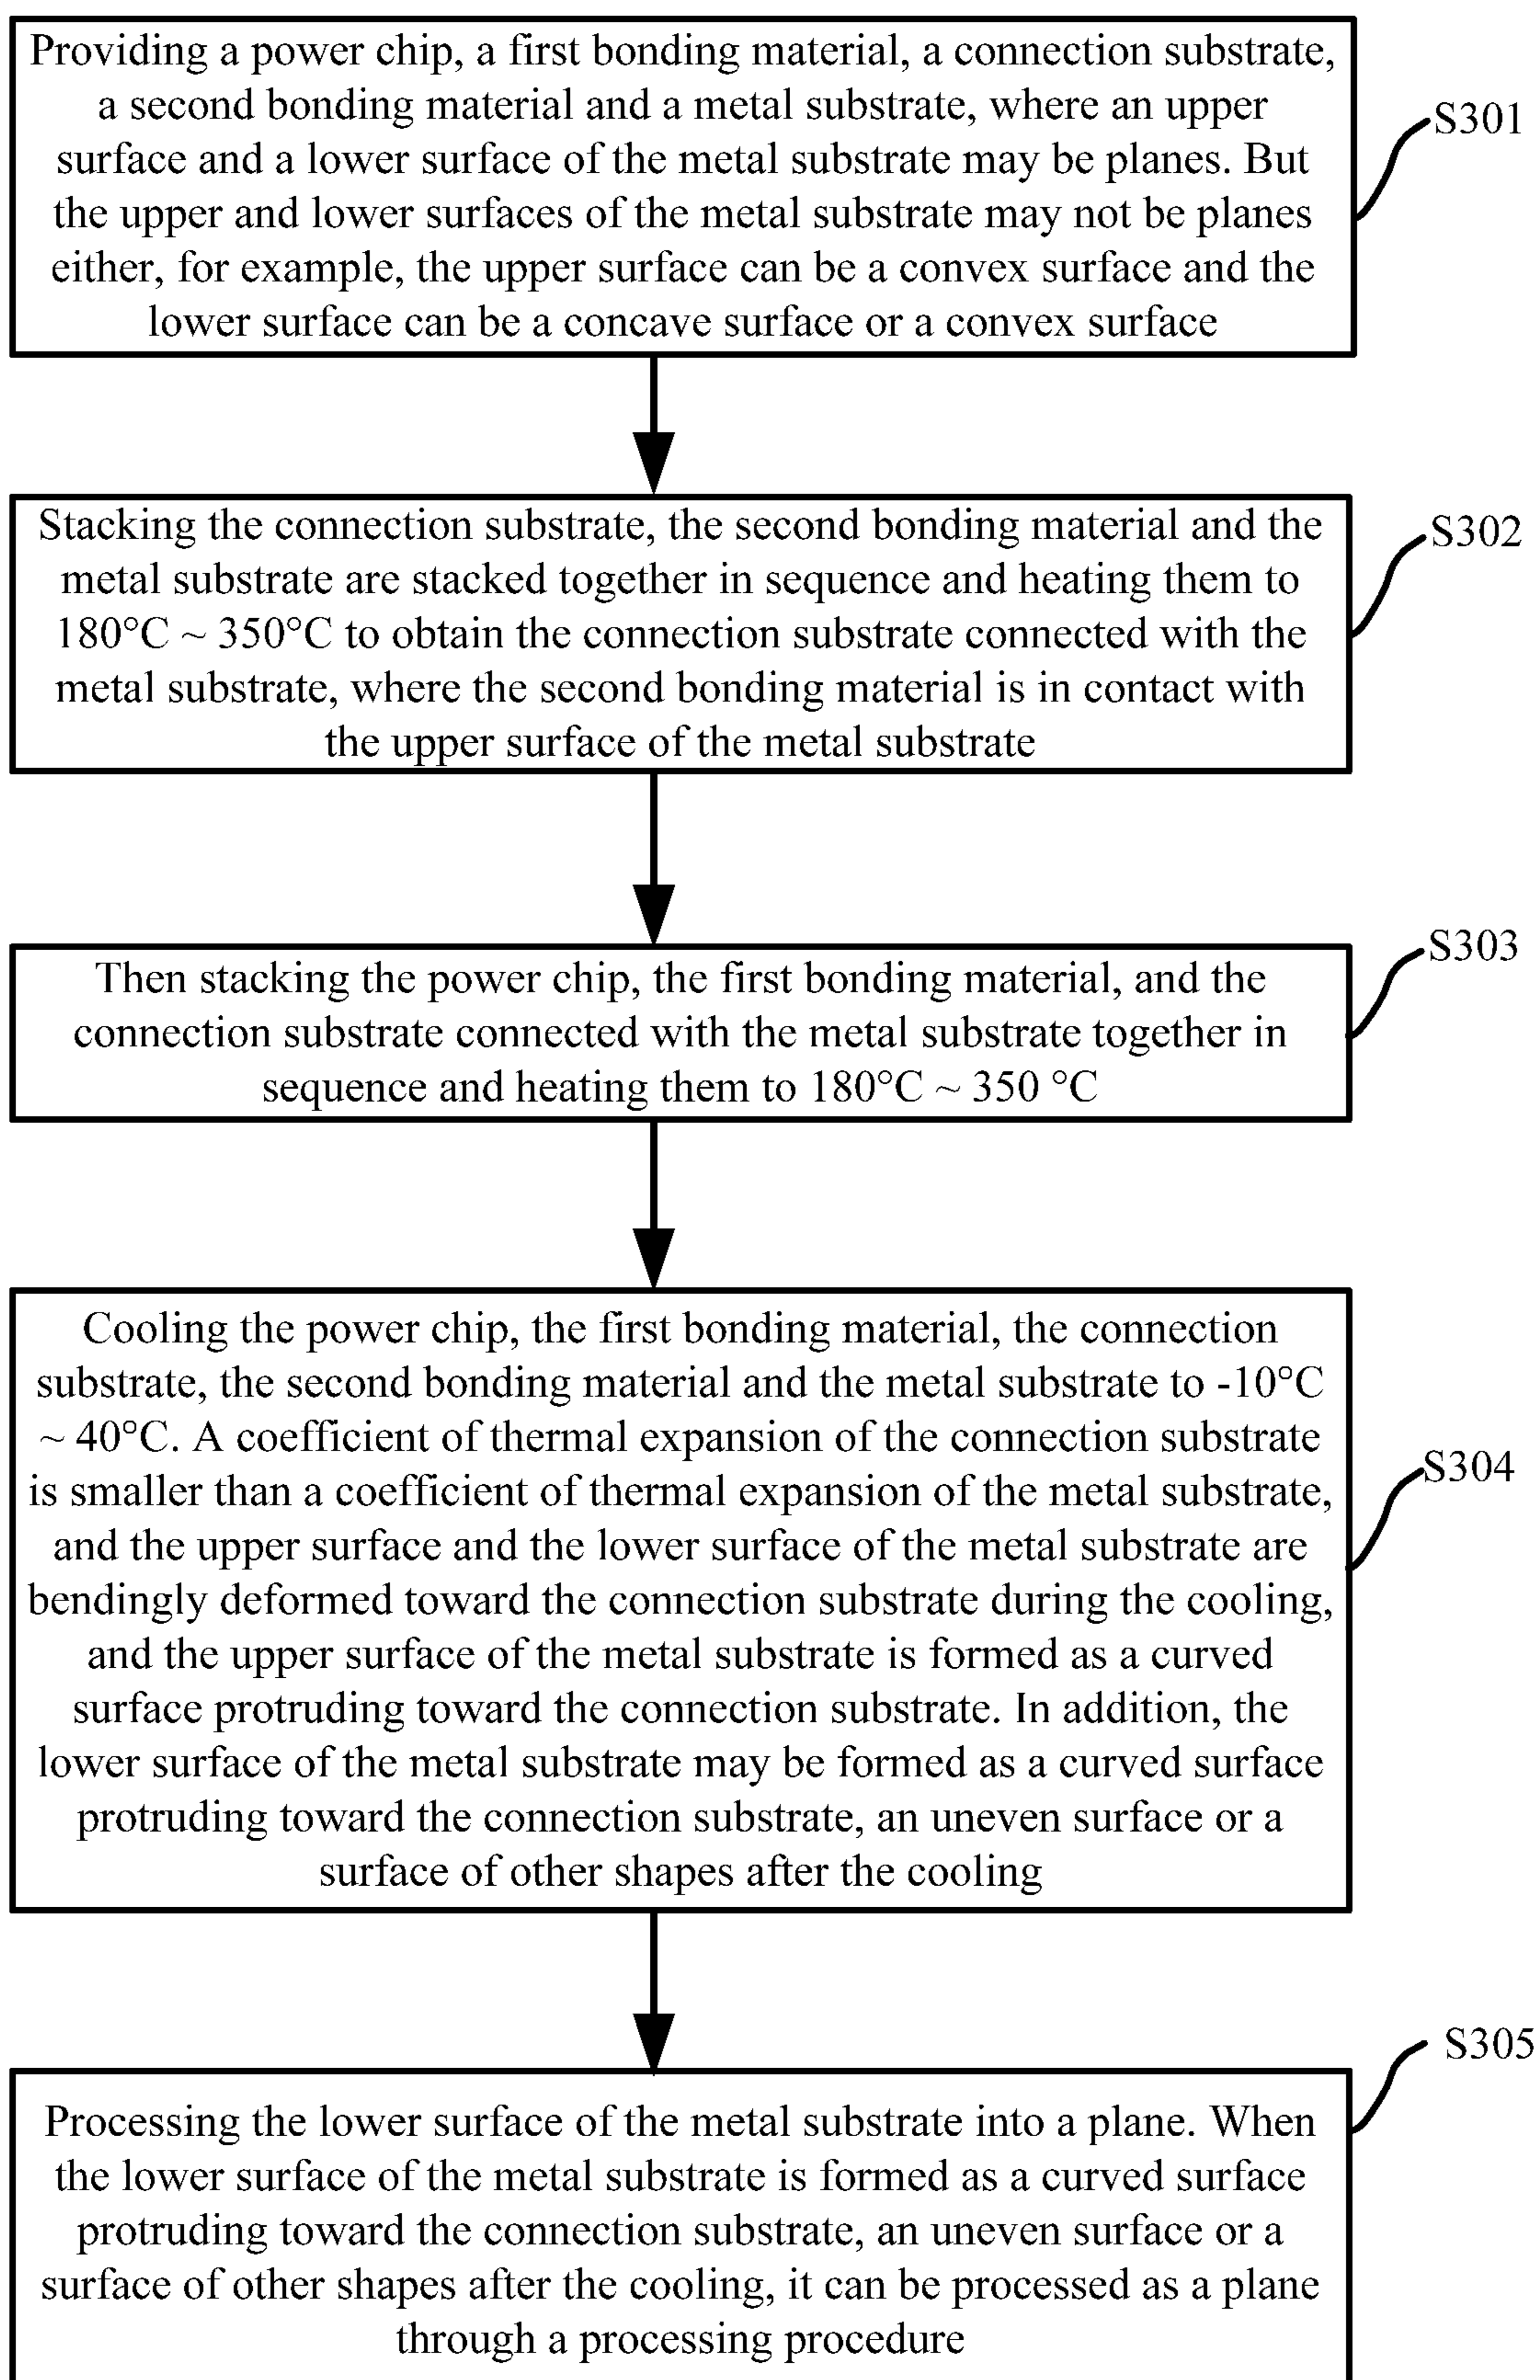 Providing a power chip, a first bonding material, a connection substrate,
a second bonding material and a metal substrate, where an upper
surface and a lower surface of the metal substrate may be planes. But
the upper and lower surfaces of the metal substrate may not be planes
either, for example, the upper surface can be a convex surface and the
lower surface can be a concave surface or a convex surface
S301
Stacking the connection substrate, the second bonding material and the
metal substrate are stacked together in sequence and heating them to
180°C ~ 350°C to obtain the connection substrate connected with the
metal substrate, where the second bonding material is in contact with
the upper surface of the metal substrate
S302
Then stacking the power chip, the first bonding material, and the
connection substrate connected with the metal substrate together in
sequence and heating them to 180°C ~ 350 °C
S303
Cooling the power chip, the first bonding material, the connection
substrate, the second bonding material and the metal substrate to -10°C
~ 40°C. A coefficient of thermal expansion of the connection substrate
is smaller than a coefficient of thermal expansion of the metal substrate,
and the upper surface and the lower surface of the metal substrate are
bendingly deformed toward the connection substrate during the cooling,
and the upper surface of the metal substrate is formed as a curved
surface protruding toward the connection substrate. In addition, the
lower surface of the metal substrate may be formed as a curved surface
protruding toward the connection substrate, an uneven surface or a
surface of other shapes after the cooling
S304
Processing the lower surface of the metal substrate into a plane. When
the lower surface of the metal substrate is formed as a curved surface
protruding toward the connection substrate, an uneven surface or a
surface of other shapes after the cooling, it can be processed as a plane
through a processing procedure
S305